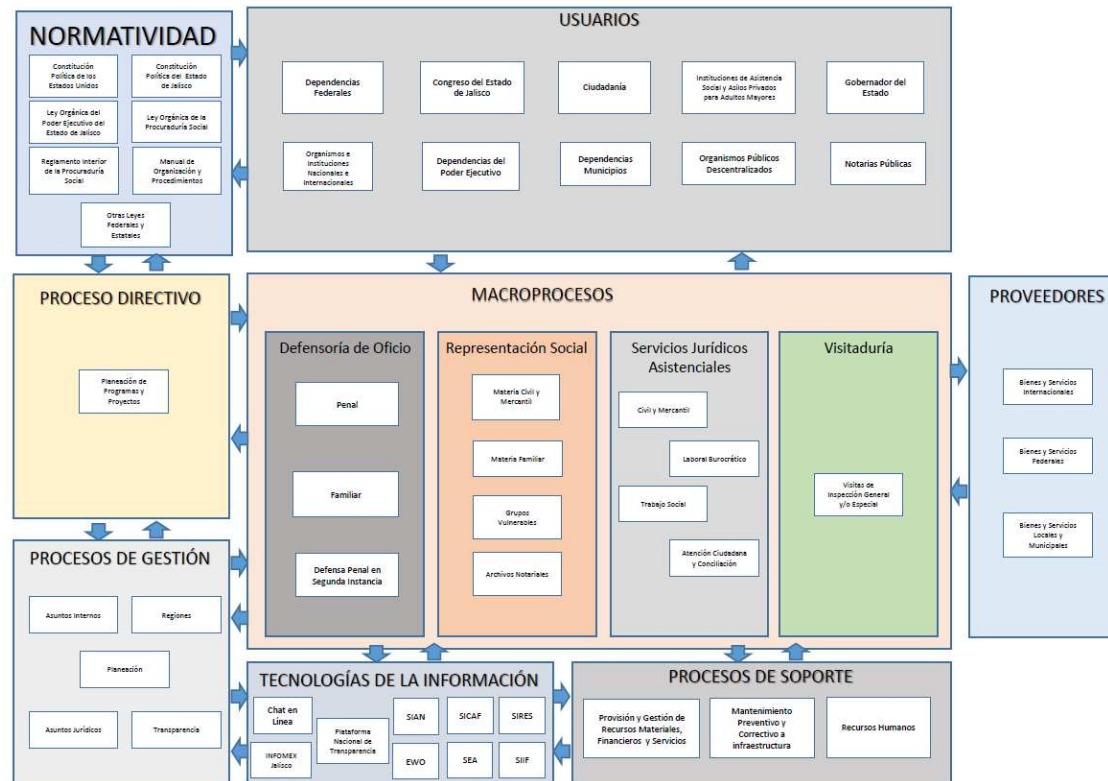 NORMATIVIDAD
Constitución
Política de los
Estados Unidos
Constitución
Política del Estado
de Jalisco
Ley Orgánica del
Poder Ejecutivo del
Estado de Jalisco
Ley Orgánica de la
Procuraduría Social
Reglamento Interior
de la Procuraduría
Social
Manual de
Organización y
Procedimientos
Otras Leyes
Federales y
Estatales
USUARIOS
Dependencias
Federales
Congreso del Estado
de Jalisco
Ciudadanía
Instituciones de Asistencia
Social y Asilos Privados
para Adultos Mayores
Gobernador del
Estado
Organismos e
Instituciones
Nacionales e
Internacionales
Dependencias del
Poder Ejecutivo
Dependencias
Municipios
Organismos Públicos
Descentralizados
Notarias Públicas
PROCESO DIRECTIVO
Planeación de
Programas y
Proyectos
MACROPROCESOS
Defensoría de Oficio
Penal
Familiar
Defensa Penal en
Segunda Instancia
Representación Social
Materia Civil y
Mercantil
Materia Familiar
Grupos
Vulnerables
Archivos Notariales
Servicios Jurídicos
Asistenciales
Civil y Mercantil
Laboral Burocrático
Trabajo Social
Atención Ciudadana
y Conciliación
Visitaduría
Visitas de
Inspección General
y/o Especial
PROVEEDORES
Bienes y Servicios
Internacionales
Bienes y Servicios
Federales
Bienes y Servicios
Locales y
Municipales
PROCESOS DE GESTIÓN
Asuntos Internos
Regiones
Planeación
Asuntos Jurídicos
Transparencia
TECNOLOGÍAS DE LA INFORMACIÓN
Chat en
Línea
INFOMEX
Jalisco
Plataforma
Nacional de
Transparencia
SIAN
SICAF
SIRES
EWO
SEA
SIIF
PROCESOS DE SOPORTE
Provisión y Gestión de
Recursos Materiales,
Financieros y Servicios
Mantenimiento
Preventivo y
Correctivo a
infraestructura
Recursos Humanos